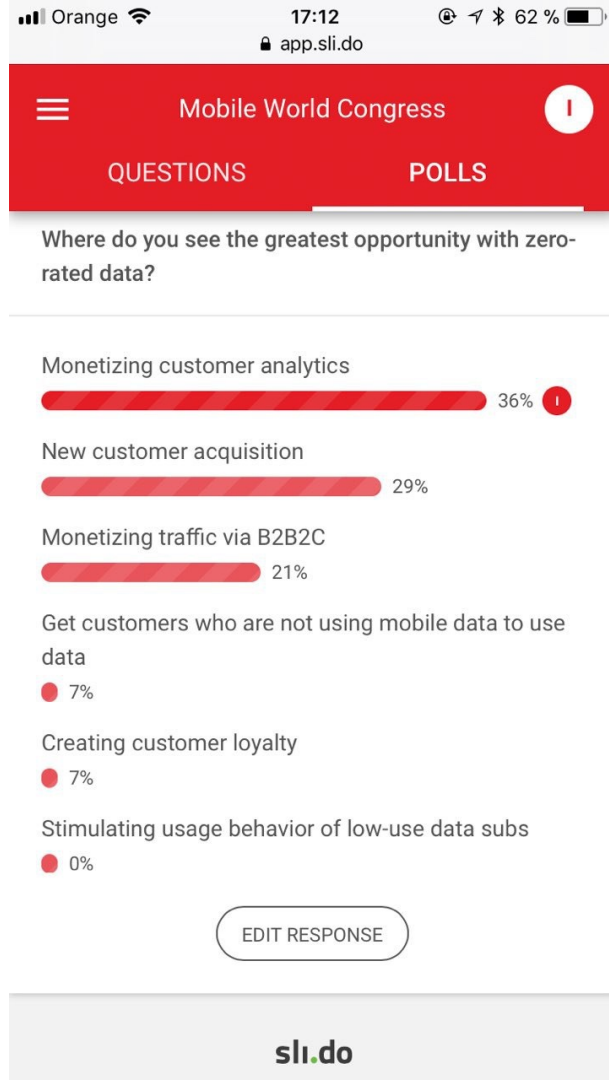 Orange 17:12 62 %
app.sli.do
Mobile World Congress I
QUESTIONS POLLS
Where do you see the greatest opportunity with zero-
rated data?
Monetizing customer analytics
36% I
New customer acquisition
29%
Monetizing traffic via B2B2C
21%
Get customers who are not using mobile data to use
data
7%
Creating customer loyalty
7%
Stimulating usage behavior of low-use data subs
0%
EDIT RESPONSE
sli.do